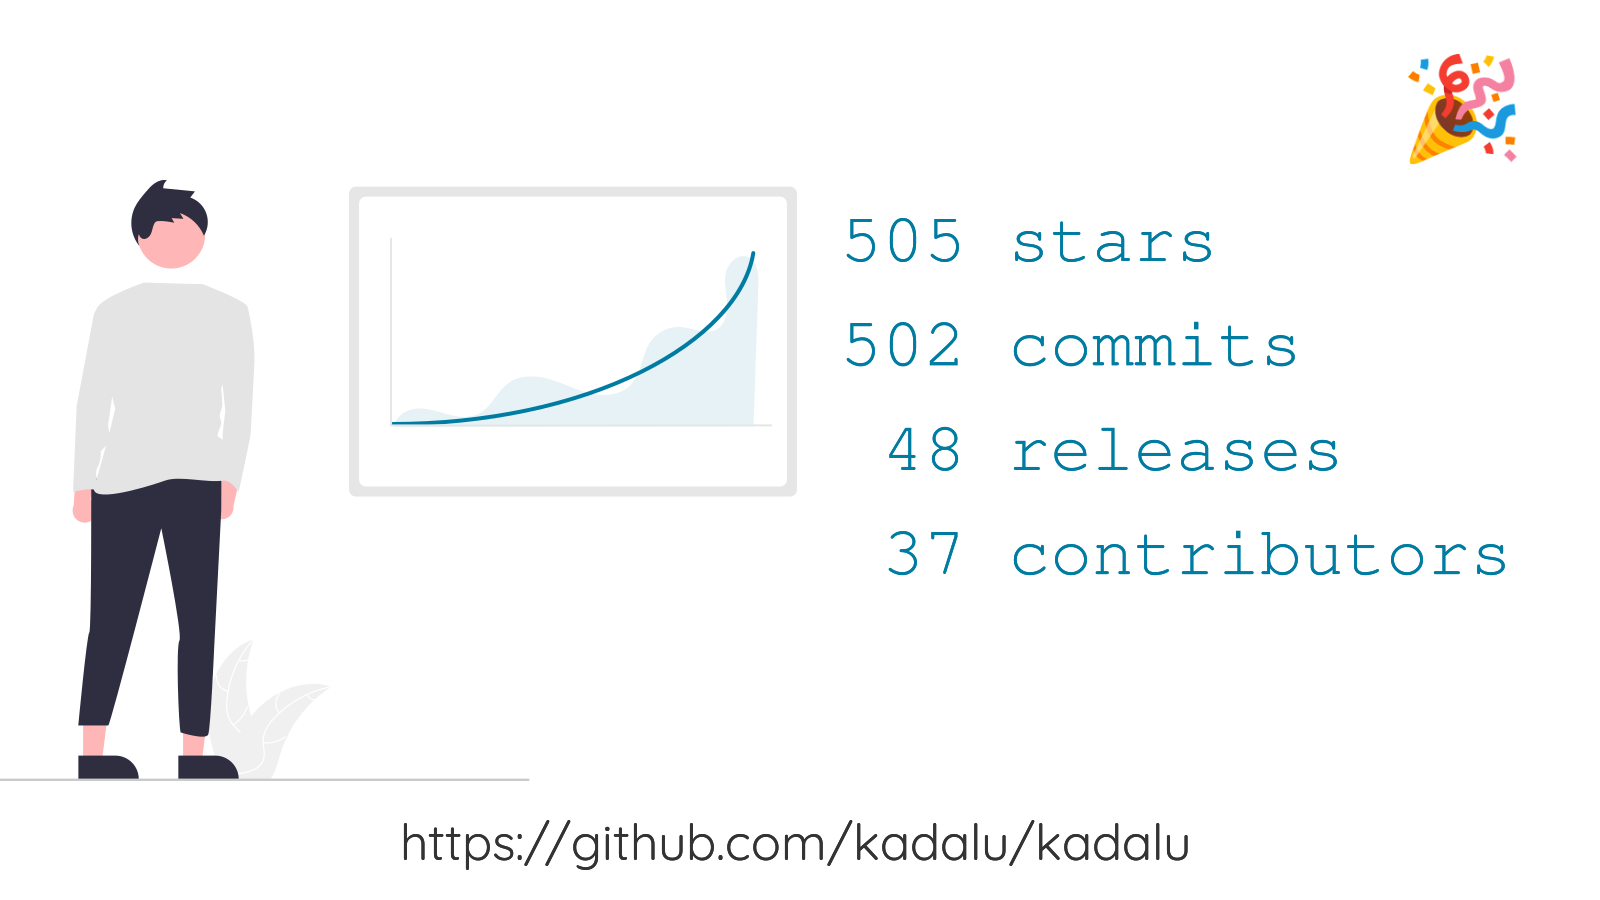 505 stars
502 commits
48 releases
37 contributors
https://github.com/kadalu/kadalu